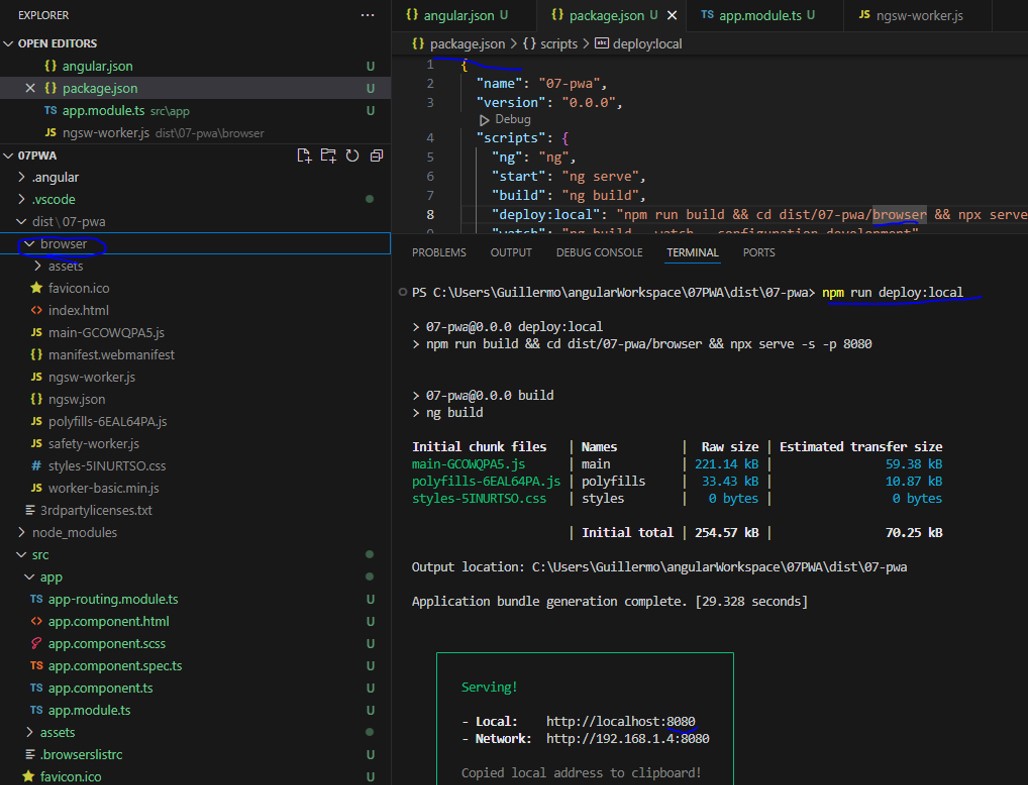 EXPLORER
OPEN EDITORS
{} angular.json U
{} package.json U
TS app.module.ts src\app U
JS ngsw-worker.js dist\07-pwa\browser
07PWA
.angular
.vscode
dist\07-pwa
browser
assets
favicon.ico
<> index.html
JS main-GCOWQPA5.js
{} manifest.webmanifest
JS ngsw-worker.js
{} ngsw.json
JS polyfills-6EAL64PA.js
JS safety-worker.js
# styles-5INURTSO.css
JS worker-basic.min.js
3rdpartylicenses.txt
node_modules
src
app
TS app-routing.module.ts U
<> app.component.html U
app.component.scss U
TS app.component.spec.ts U
TS app.component.ts U
TS app.module.ts U
assets
.browserslistrc U
favicon.ico U
{} angular.json U
{} package.json U
TS app.module.ts U
JS ngsw-worker.js
{} package.json > {} scripts > deploy:local
1 {
2 "name": "07-pwa",
3 "version": "0.0.0",
Debug
4 "scripts": {
5 "ng": "ng",
6 "start": "ng serve",
7 "build": "ng build",
8 "deploy:local": "npm run build && cd dist/07-pwa/browser && npx serve
9 "watch": "ng build --watch --configuration development"
PROBLEMS OUTPUT DEBUG CONSOLE TERMINAL PORTS
PS C:\Users\Guillermo\angularWorkspace\07PWA\dist\07-pwa> npm run deploy:local
> 07-pwa@0.0.0 deploy:local
> npm run build && cd dist/07-pwa/browser && npx serve -s -p 8080
> 07-pwa@0.0.0 build
> ng build
Initial chunk files | Names | Raw size | Estimated transfer size
main-GCOWQPA5.js | main | 221.14 kB | 59.38 kB
polyfills-6EAL64PA.js | polyfills | 33.43 kB | 10.87 kB
styles-5INURTSO.css | styles | 0 bytes | 0 bytes
| Initial total | 254.57 kB | 70.25 kB
Output location: C:\Users\Guillermo\angularWorkspace\07PWA\dist\07-pwa
Application bundle generation complete. [29.328 seconds]
Serving!
- Local: http://localhost:8080
- Network: http://192.168.1.4:8080
Copied local address to clipboard!